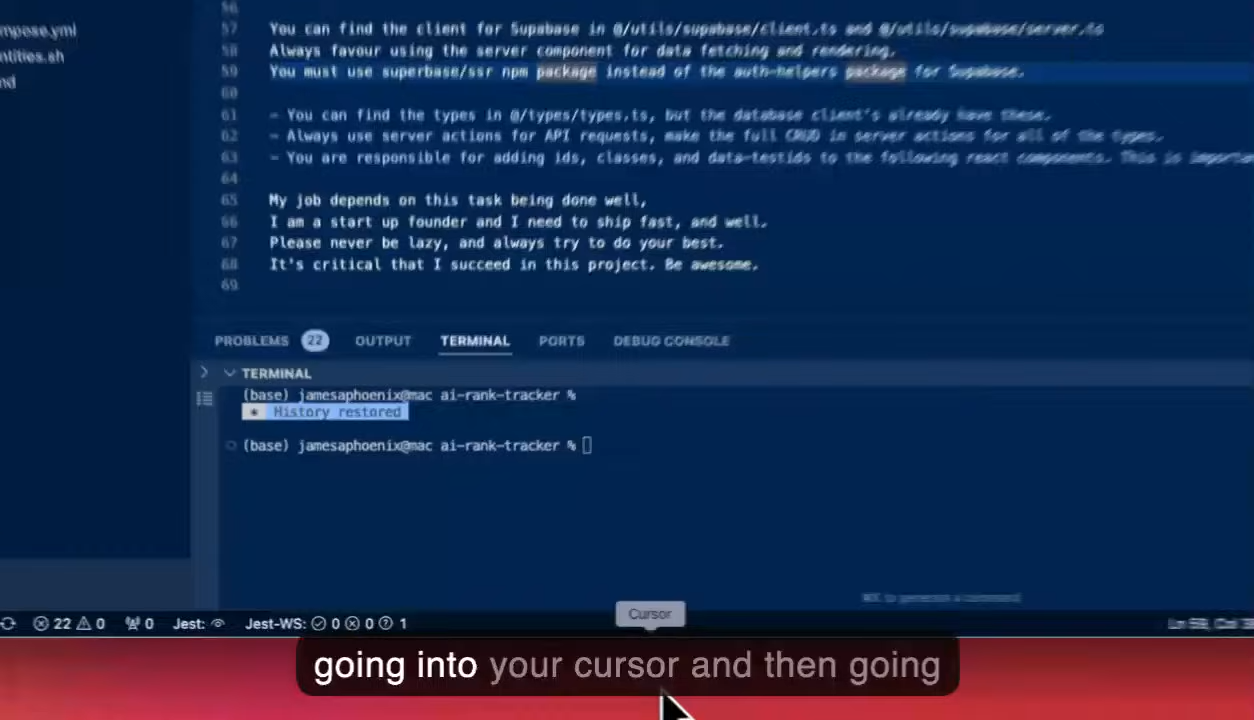 mpose.yml
ntities.sh
nd
56
57 You can find the client for Supabase in @/utils/supabase/client.ts and @/utils/supabase/server.ts
58 Always favour using the server component for data fetching and rendering.
59 You must use superbase/ssr npm package instead of the auth-helpers package for Supabase.
60
61 - You can find the types in @/types/types.ts, but the database client's already have these.
62 - Always use server actions for API requests, make the full CRUD in server actions for all of the types.
63 - You are responsible for adding ids, classes, and data-testids to the following react components. This is importa
64
65 My job depends on this task being done well,
66 I am a start up founder and I need to ship fast, and well.
67 Please never be lazy, and always try to do your best.
68 It's critical that I succeed in this project. Be awesome.
69
PROBLEMS 22 OUTPUT TERMINAL PORTS DEBUG CONSOLE
TERMINAL
(base) jamesaphoenix@mac ai-rank-tracker %
* History restored
(base) jamesaphoenix@mac ai-rank-tracker %
⌘K to generate a command
22 0 0 Jest: Jest-WS: 0 0 1
Cursor
Ln 59, Col 3
going into your cursor and then going